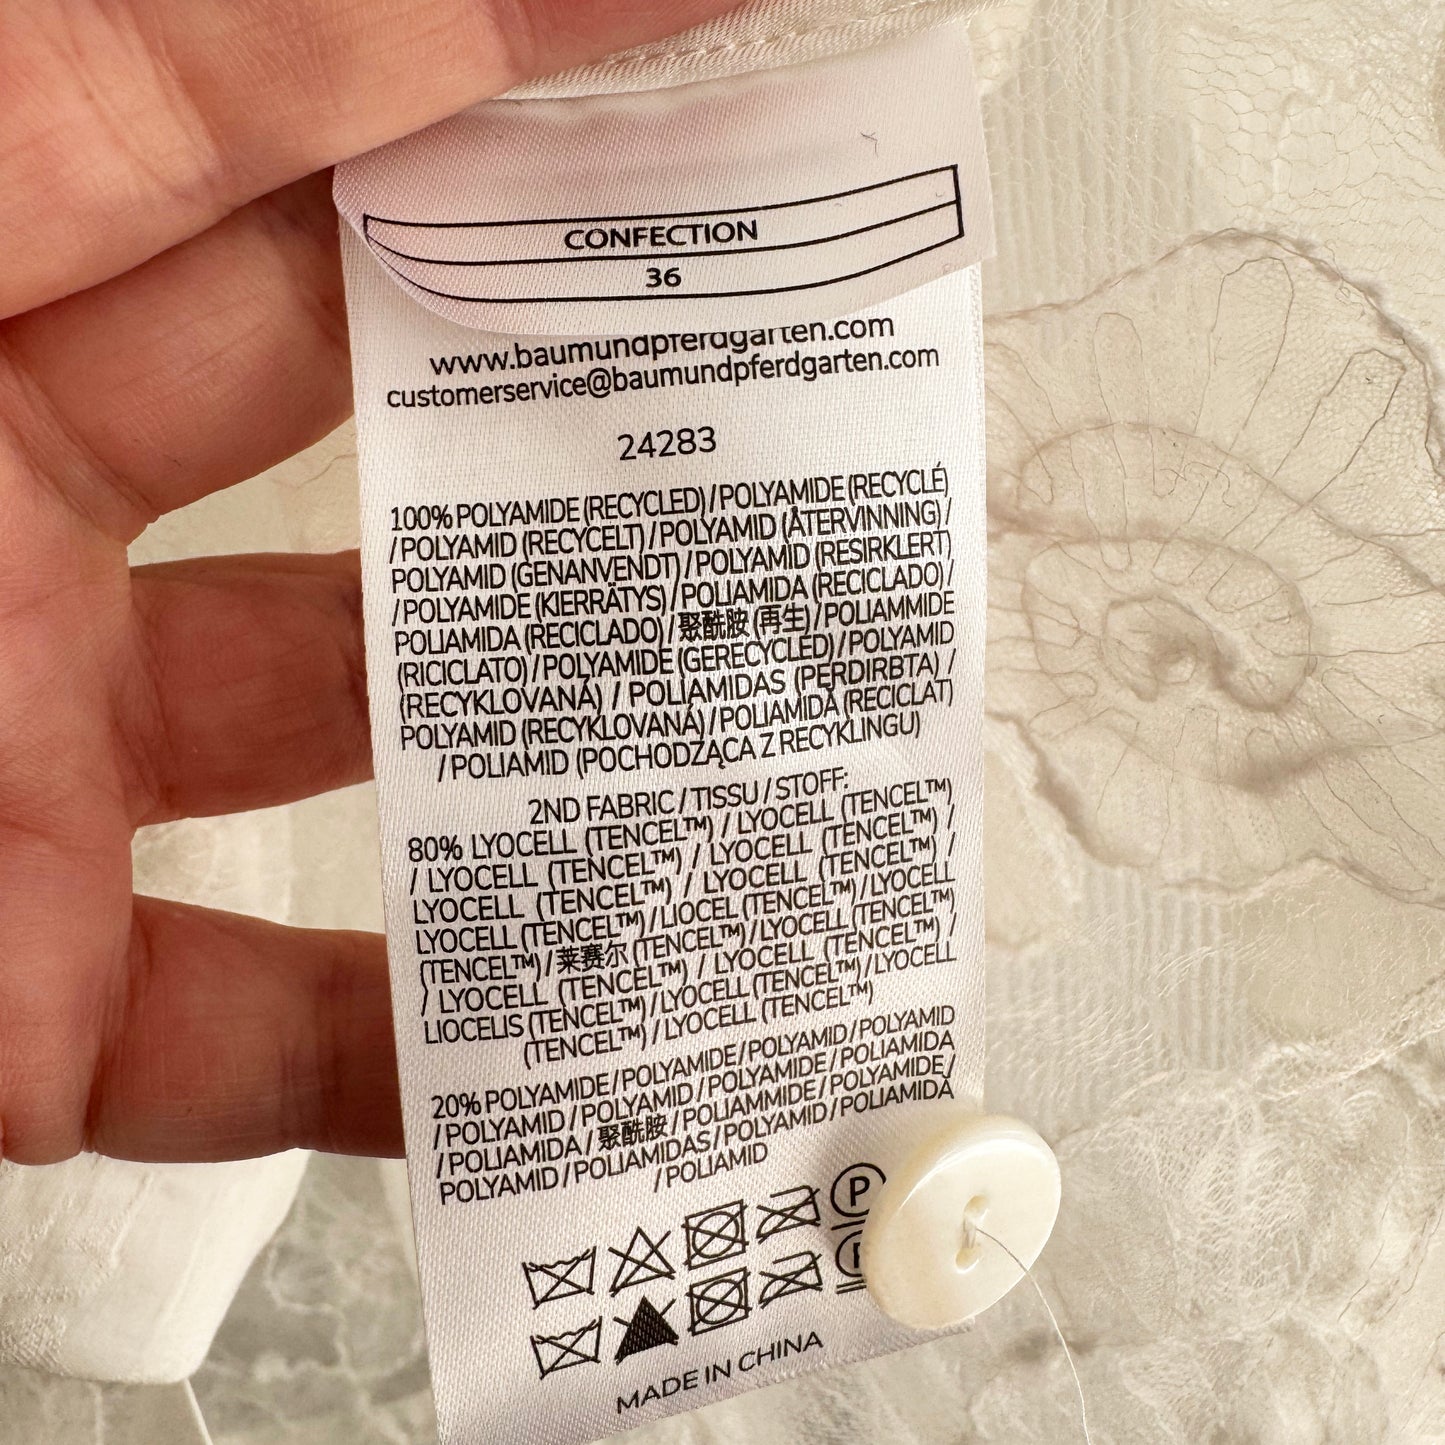 CONFECTION
36
www.baumundpferdgarten.com
customerservice@baumundpferdgarten.com
24283
100% POLYAMIDE (RECYCLED) / POLYAMIDE (RECYCLÉ)
/ POLYAMID (RECYCELT) / POLYAMID (ÅTERVINNING) /
POLYAMID (GENANVENDT) / POLYAMID (RESIRKLERT)
/ POLYAMIDE (KIERRÄTYS) / POLIAMIDA (RECICLADO) /
POLIAMIDA (RECICLADO) / 聚酰胺 (再生) / POLIAMMIDE
(RICICLATO) / POLYAMIDE (GERECYCLED) / POLYAMID
(RECYKLOVANÁ) / POLIAMIDAS (PERDIRBTA) /
POLYAMID (RECYKLOVANÁ) / POLIAMIDĂ (RECICLAT)
/ POLIAMID (POCHODZĄCA Z RECYKLINGU)
2ND FABRIC / TISSU / STOFF:
80% LYOCELL (TENCEL™) / LYOCELL (TENCEL™)
/ LYOCELL (TENCEL™) / LYOCELL (TENCEL™) /
LYOCELL (TENCEL™) / LYOCELL (TENCEL™) /
LYOCELL (TENCEL™) / LIOCEL (TENCEL™) / LYOCELL
(TENCEL™) / 莱赛尔 (TENCEL™) / LYOCELL (TENCEL™)
/ LYOCELL (TENCEL™) / LYOCELL (TENCEL™) /
LIOCELIS (TENCEL™) / LYOCELL (TENCEL™) / LYOCELL
(TENCEL™) / LYOCELL (TENCEL™)
20% POLYAMIDE / POLYAMIDE / POLYAMID / POLYAMID
/ POLYAMID / POLYAMID / POLYAMIDE / POLIAMIDA
/ POLIAMIDA / 聚酰胺 / POLIAMMIDE / POLYAMIDE /
POLYAMID / POLIAMIDAS / POLYAMID / POLIAMIDĂ
/ POLIAMID
P
MADE IN CHINA